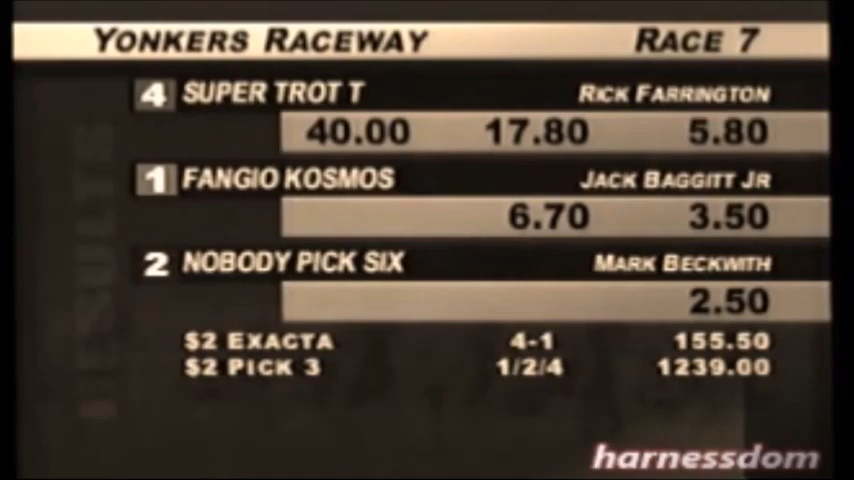 YONKERS RACEWAY RACE 7
4 SUPER TROT T RICK FARRINGTON
40.00 17.80 5.80
1 FANGIO KOSMOS JACK BAGGITT JR
6.70 3.50
2 NOBODY PICK SIX MARK BECKWITH
2.50
$2 EXACTA 4-1 155.50
$2 PICK 3 1/2/4 1239.00
RESULTS
harnessdom